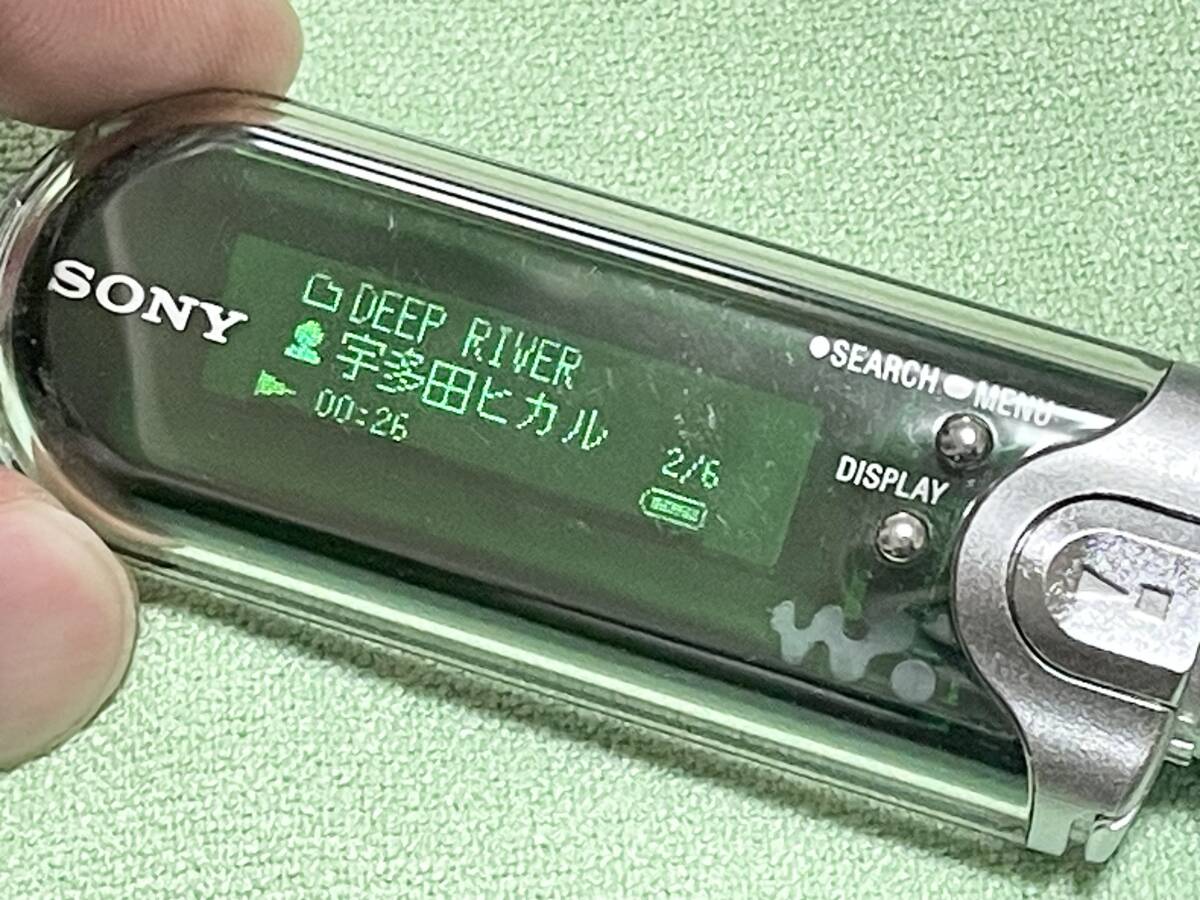 SONY
DEEP RIVER
宇多田ヒカル
00:26
2/6
●SEARCH ●MENU
DISPLAY